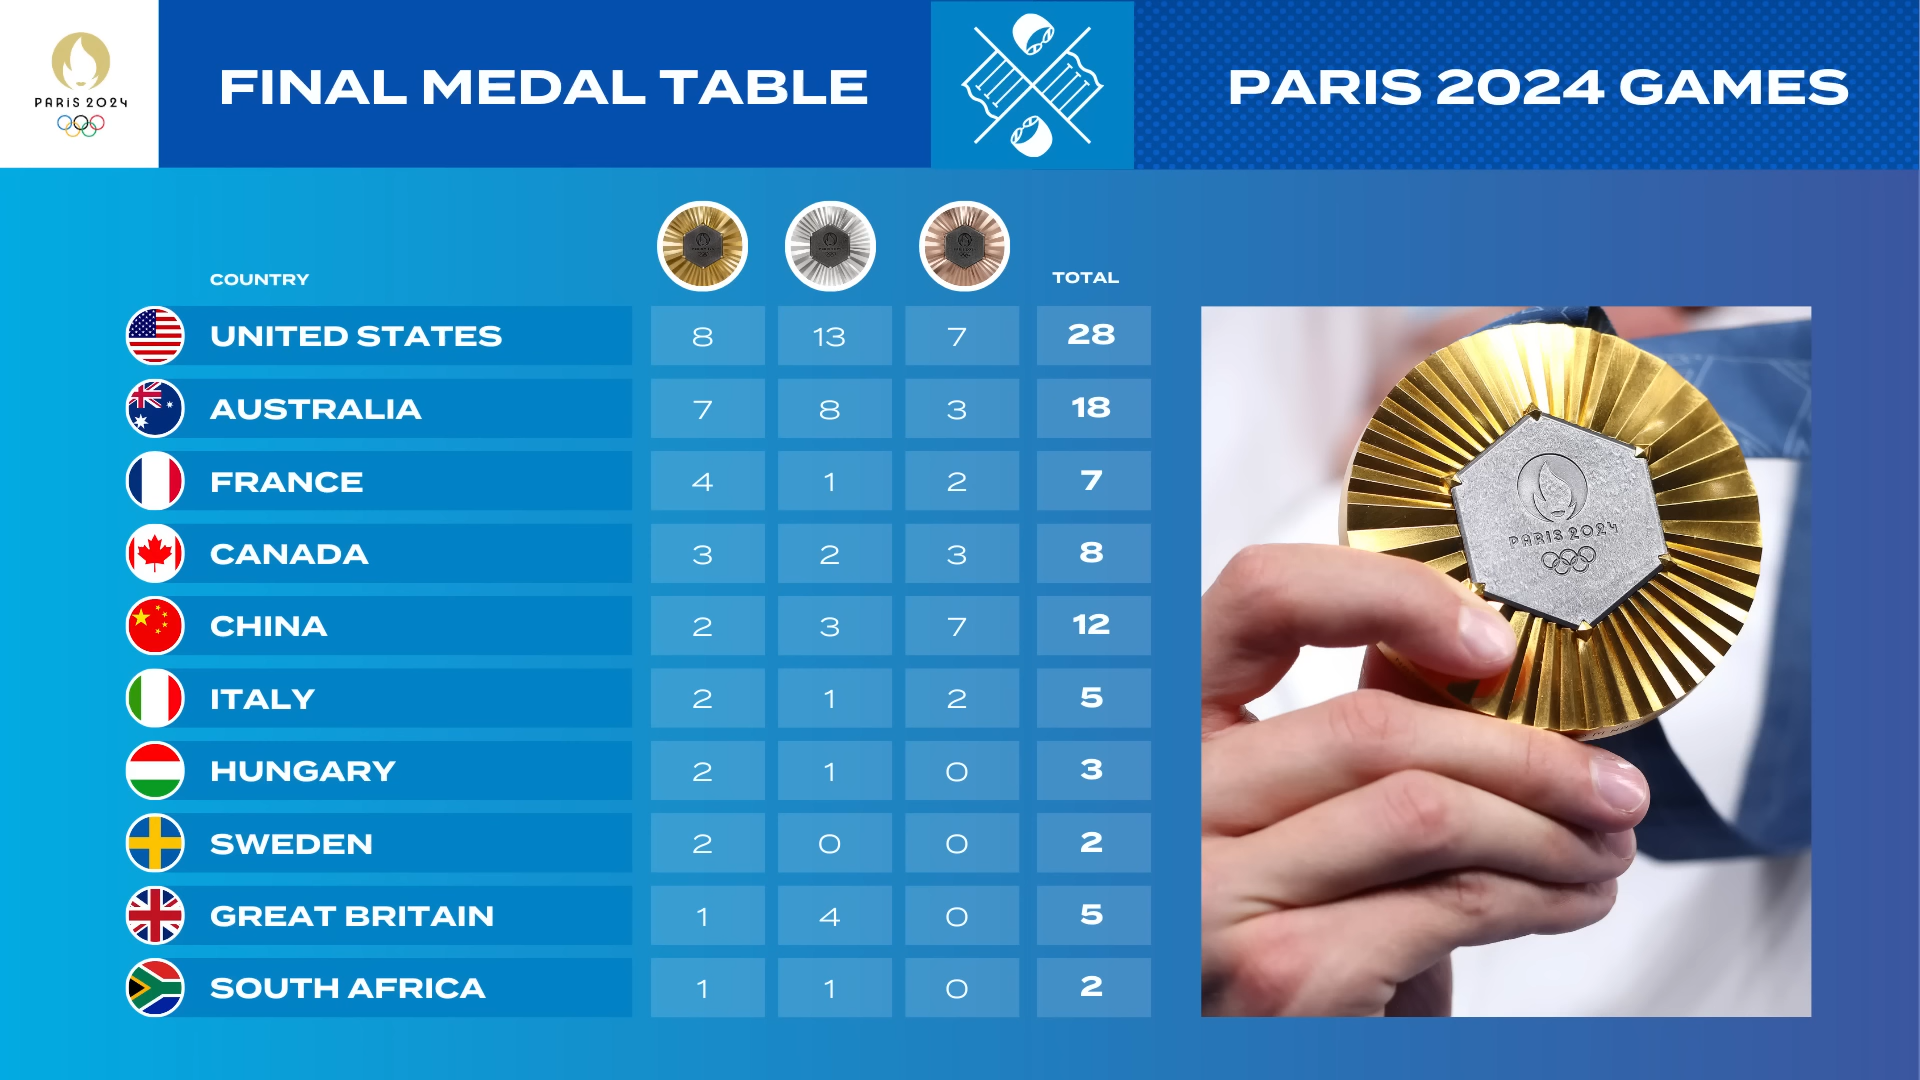 PARIS 2024
FINAL MEDAL TABLE
PARIS 2024 GAMES
COUNTRY
TOTAL
UNITED STATES 8 13 7 28
AUSTRALIA 7 8 3 18
FRANCE 4 1 2 7
CANADA 3 2 3 8
CHINA 2 3 7 12
ITALY 2 1 2 5
HUNGARY 2 1 0 3
SWEDEN 2 0 0 2
GREAT BRITAIN 1 4 0 5
SOUTH AFRICA 1 1 0 2
PARIS 2024